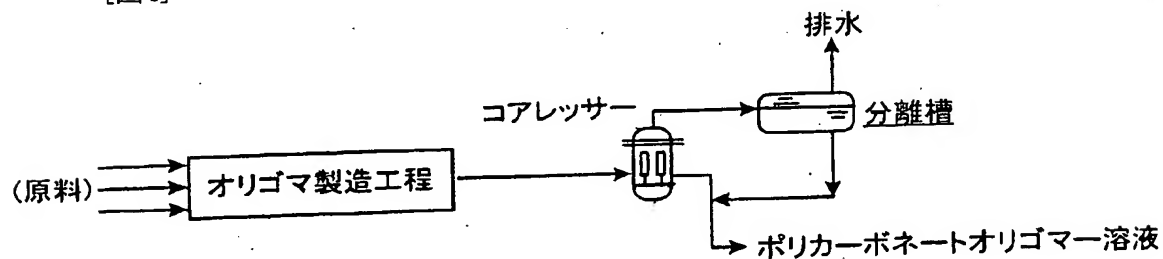 排水
コアレッサー
分離槽
(原料)
オリゴマ製造工程
ポリカーボネートオリゴマー溶液